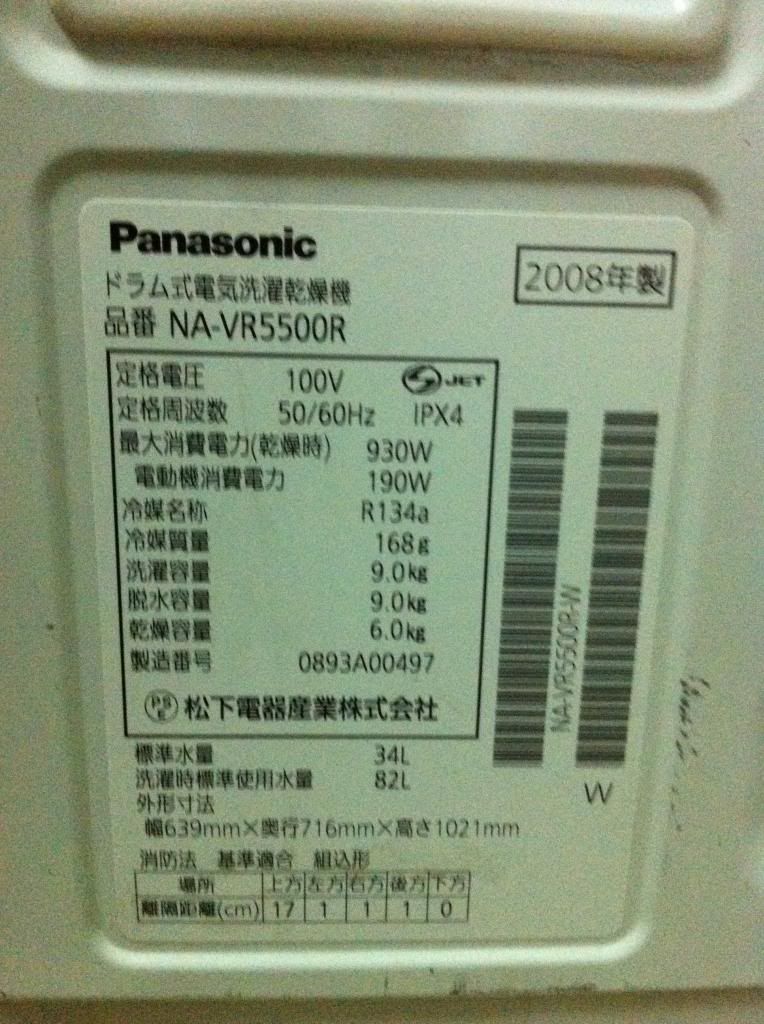 Panasonic
2008年製
ドラム式電気洗濯乾燥機
品番 NA-VR5500R
定格電圧 100V JET
定格周波数 50/60Hz IPX4
最大消費電力(乾燥時) 930W
電動機消費電力 190W
冷媒名称 R134a
冷媒質量 168g
洗濯容量 9.0kg
脱水容量 9.0kg
乾燥容量 6.0kg
製造番号 0893A00497
PS E 松下電器産業株式会社
NA-VR5500R-W
W
標準水量 34L
洗濯時標準使用水量 82L
外形寸法
幅639mm×奥行716mm×高さ1021mm
消防法 基準適合 組込形
場所 上方 左方 右方 後方 下方
離隔距離(cm) 17 1 1 1 0